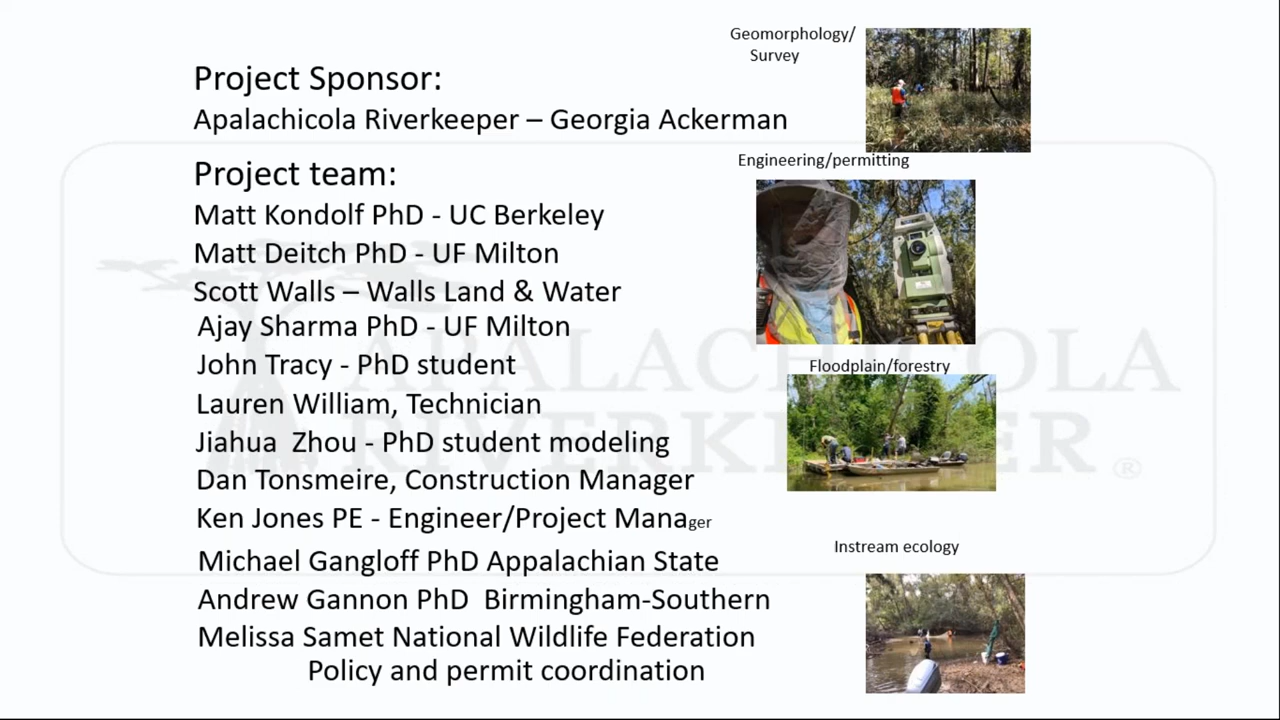 Geomorphology/
Survey
Project Sponsor:
Apalachicola Riverkeeper – Georgia Ackerman
Engineering/permitting
Project team:
Matt Kondolf PhD - UC Berkeley
Matt Deitch PhD - UF Milton
Scott Walls – Walls Land & Water
Ajay Sharma PhD - UF Milton
John Tracy - PhD student
Floodplain/forestry
Lauren William, Technician
Jiahua Zhou - PhD student modeling
Dan Tonsmeire, Construction Manager
Ken Jones PE - Engineer/Project Manager
Instream ecology
Michael Gangloff PhD Appalachian State
Andrew Gannon PhD Birmingham-Southern
Melissa Samet National Wildlife Federation
Policy and permit coordination
APALACHICOLA
RIVERKEEPER ®